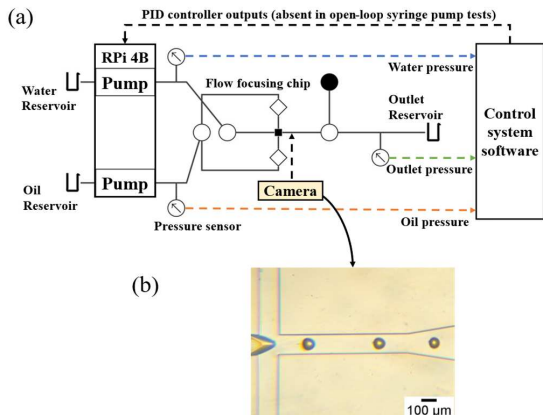 (a)
PID controller outputs (absent in open-loop syringe pump tests)
RPi 4B
Water pressure
Water
Reservoir
Pump
Flow focusing chip
Outlet
Reservoir
Control
system
software
Outlet pressure
Pump
Oil
Reservoir
Camera
Pressure sensor
Oil pressure
(b)
100 μm